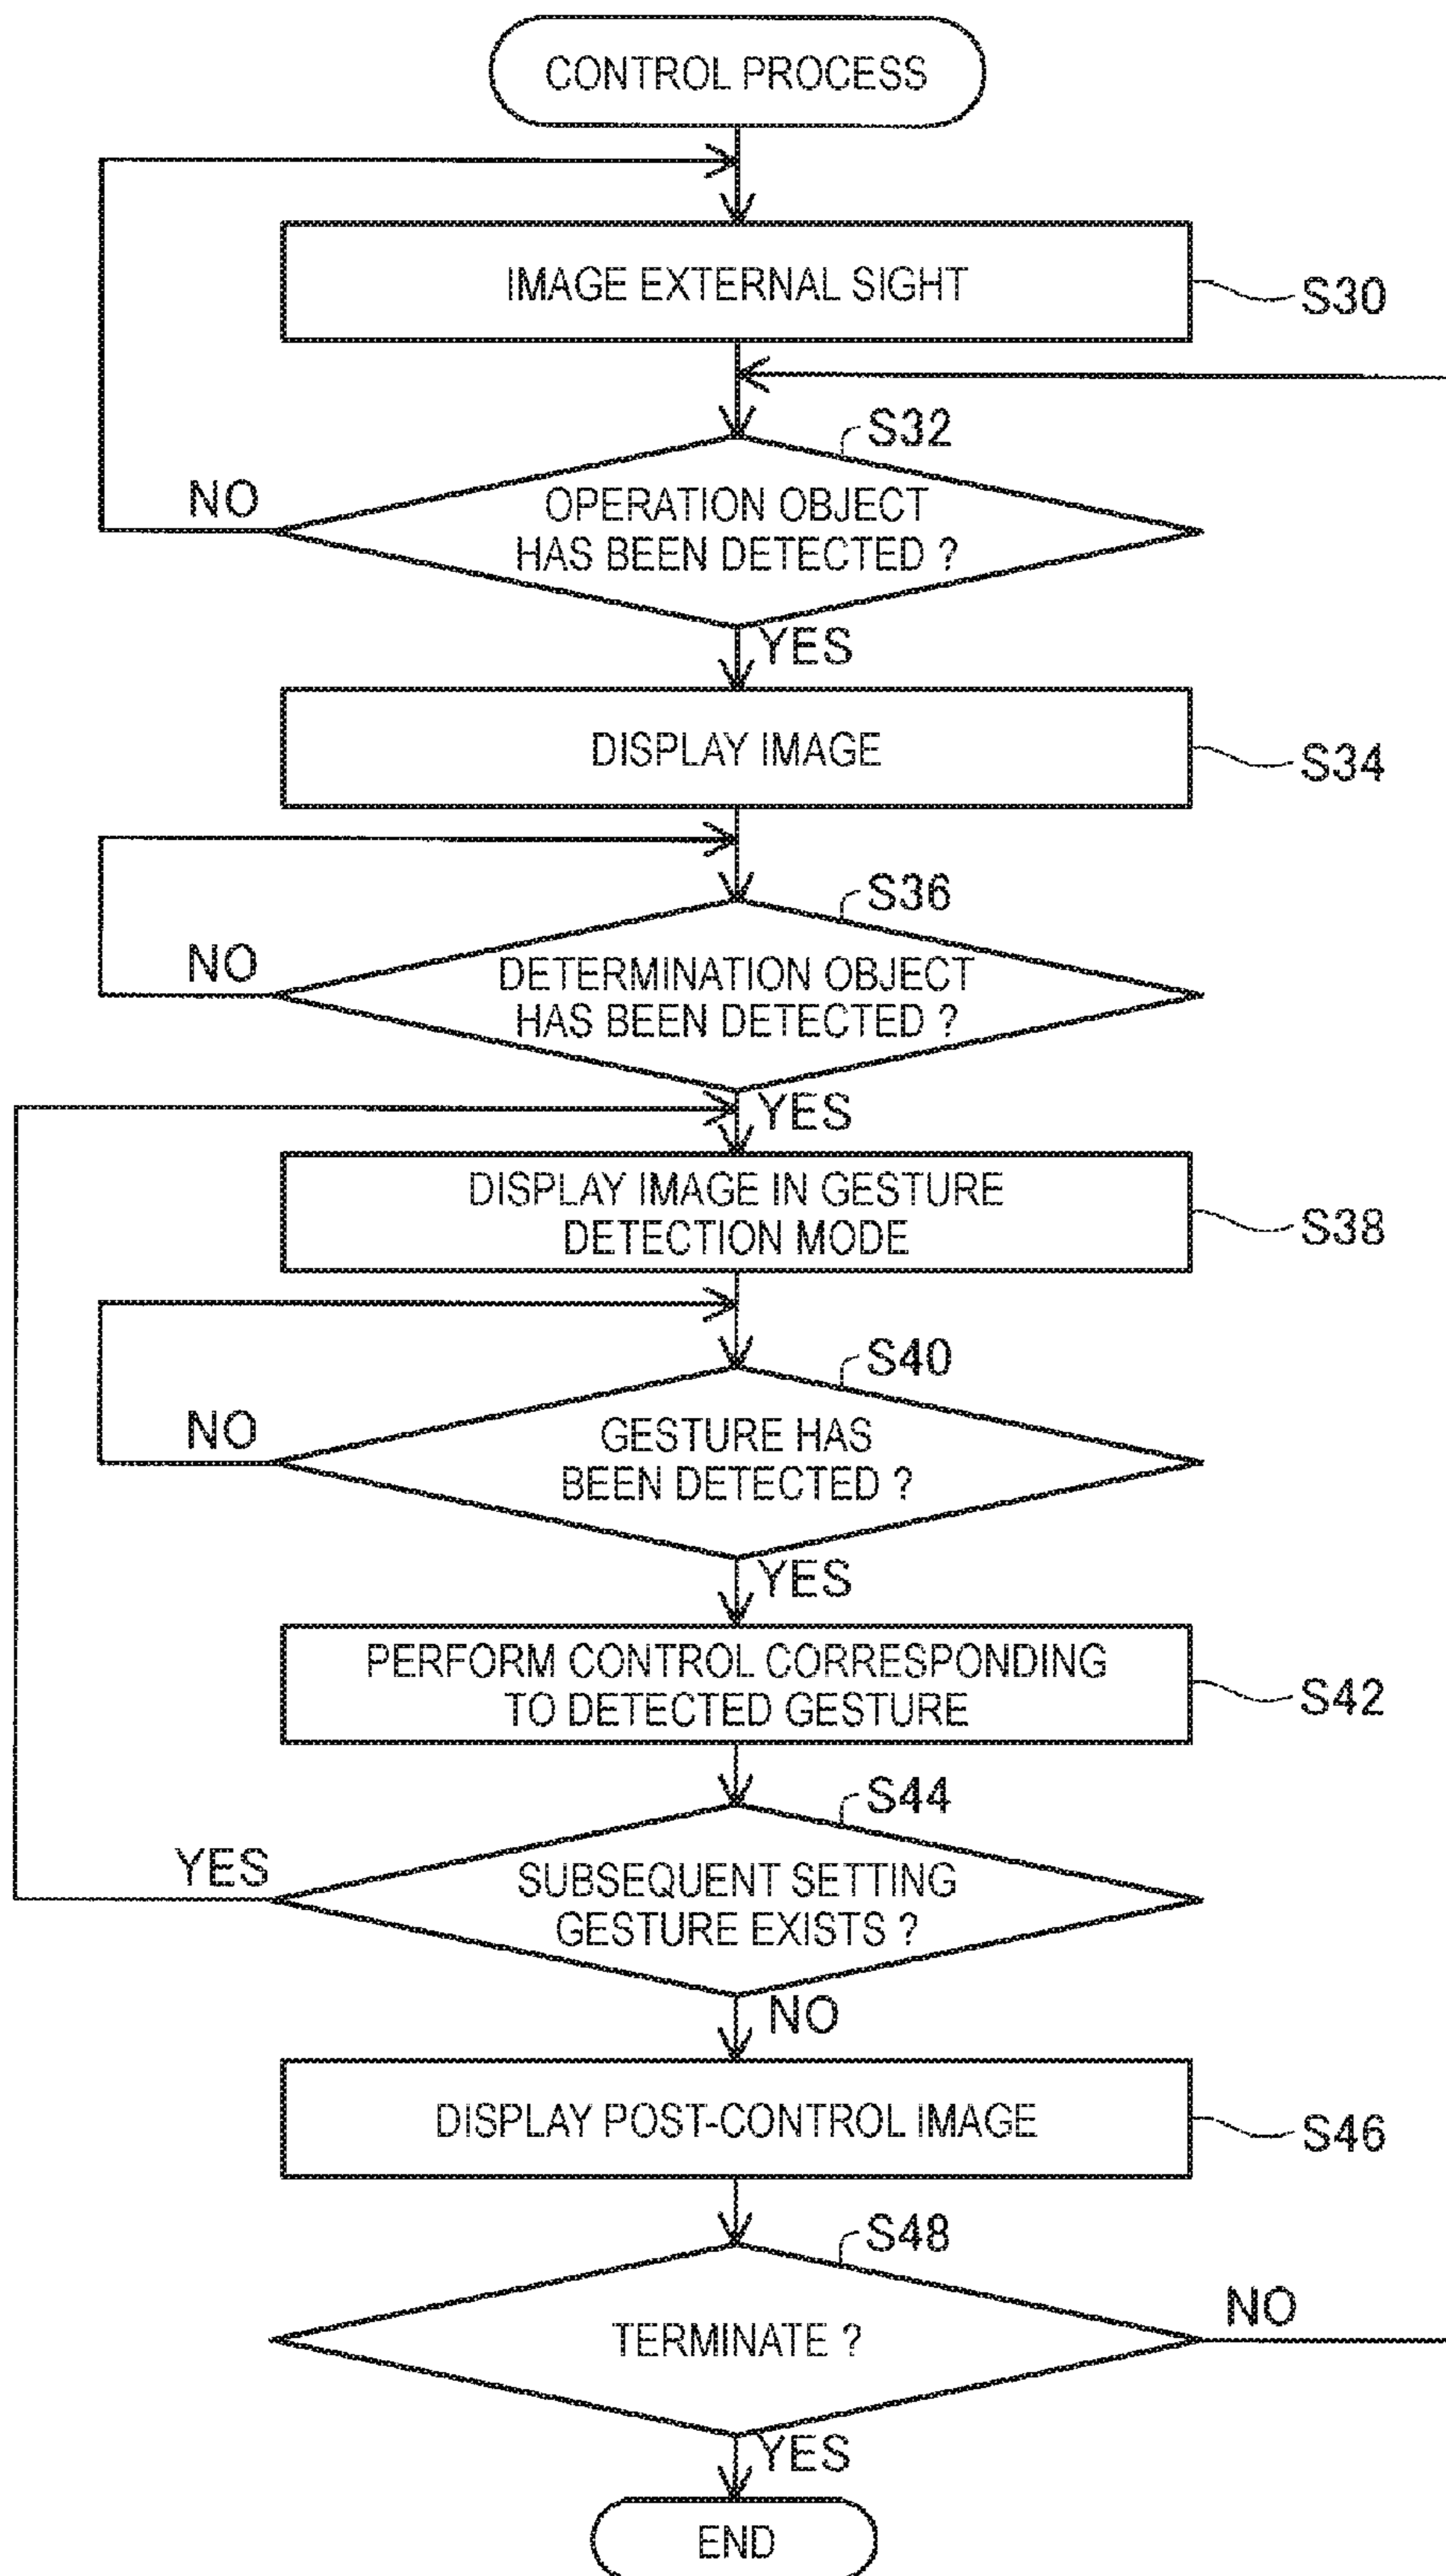 CONTROL PROCESS
IMAGE EXTERNAL SIGHT
S30
S32
NO
OPERATION OBJECT
HAS BEEN DETECTED ?
YES
DISPLAY IMAGE
S34
S36
NO
DETERMINATION OBJECT
HAS BEEN DETECTED ?
YES
DISPLAY IMAGE IN GESTURE
DETECTION MODE
S38
S40
NO
GESTURE HAS
BEEN DETECTED ?
YES
PERFORM CONTROL CORRESPONDING
TO DETECTED GESTURE
S42
S44
YES
SUBSEQUENT SETTING
GESTURE EXISTS ?
NO
DISPLAY POST-CONTROL IMAGE
S46
S48
NO
TERMINATE ?
YES
END